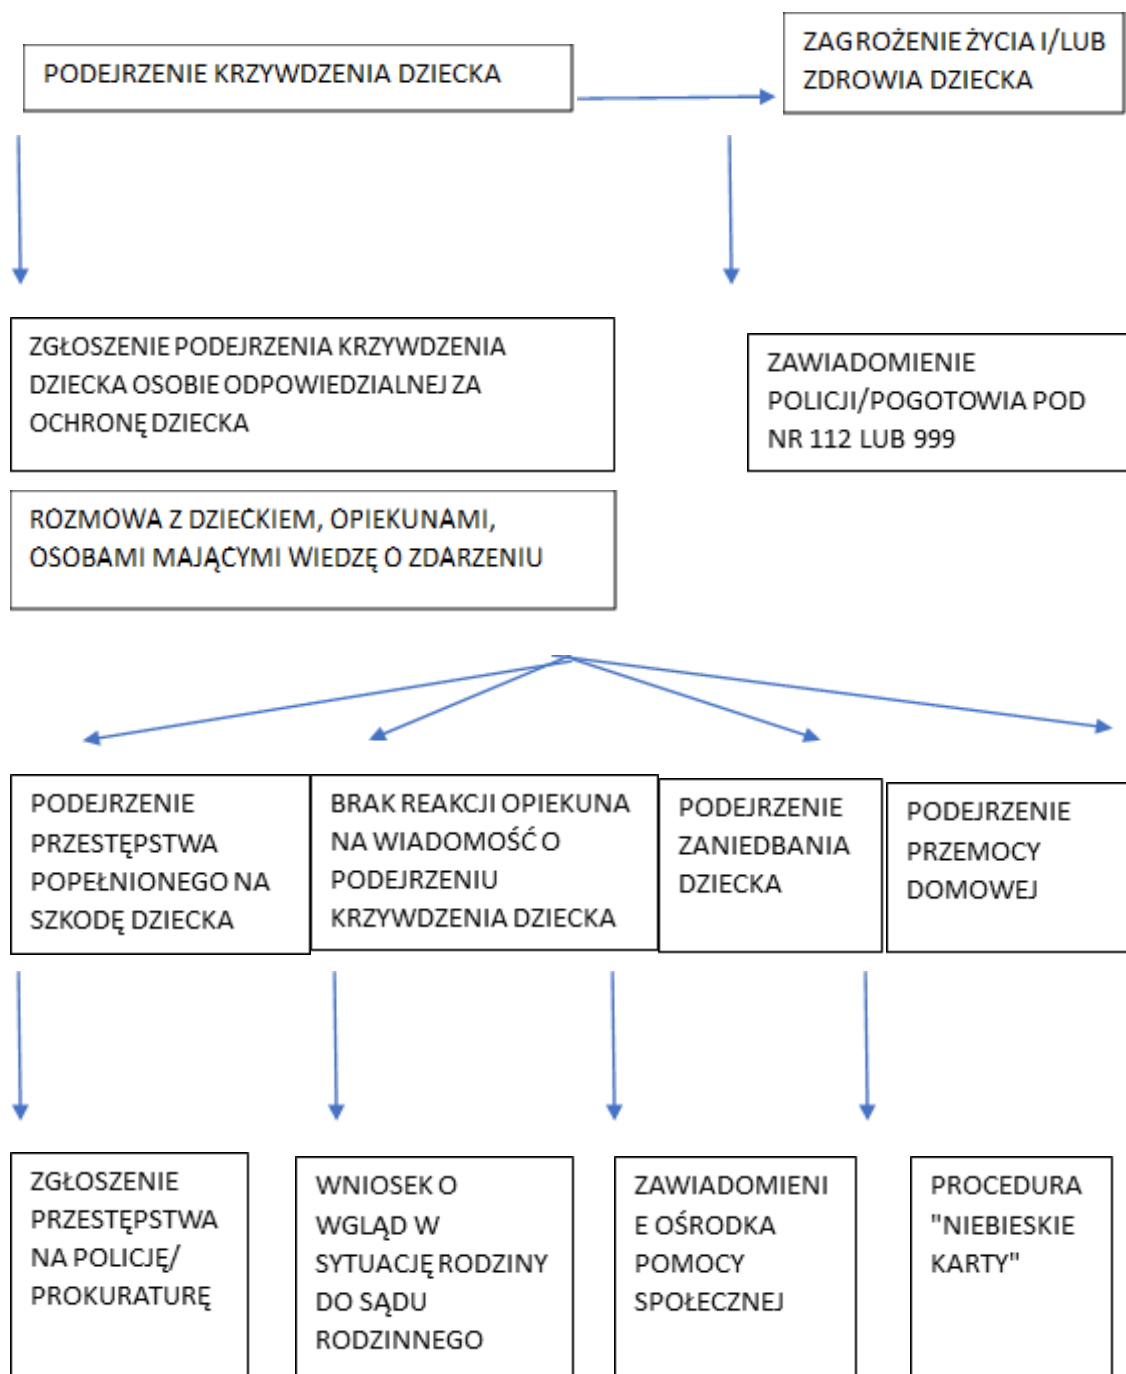 PODEJRZENIE KRZYWDZENIA DZIECKA
ZAGROŻENIE ŻYCIA I/LUB
ZDROWIA DZIECKA
ZGŁOSZENIE PODEJRZENIA KRZYWDZENIA
DZIECKA OSOBIE ODPOWIEDZIALNEJ ZA
OCHRONĘ DZIECKA
ZAWIADOMIENIE
POLICJI/POGOTOWIA POD
NR 112 LUB 999
ROZMOWA Z DZIECKIEM, OPIEKUNAMI,
OSOBAMI MAJĄCYMI WIEDZĘ O ZDARZENIU
PODEJRZENIE
PRZESTĘPSTWA
POPEŁNIONEGO NA
SZKODĘ DZIECKA
BRAK REAKCJI OPIEKUNA
NA WIADOMOŚĆ O
PODEJRZENIU
KRZYWDZENIA DZIECKA
PODEJRZENIE
ZANIEDBANIA
DZIECKA
PODEJRZENIE
PRZEMOCY
DOMOWEJ
ZGŁOSZENIE
PRZESTĘPSTWA
NA POLICJĘ/
PROKURATURĘ
WNIOSEK O
WGLĄD W
SYTUACJĘ RODZINY
DO SĄDU
RODZINNEGO
ZAWIADOMIENI
E OŚRODKA
POMOCY
SPOŁECZNEJ
PROCEDURA
"NIEBIESKIE
KARTY"